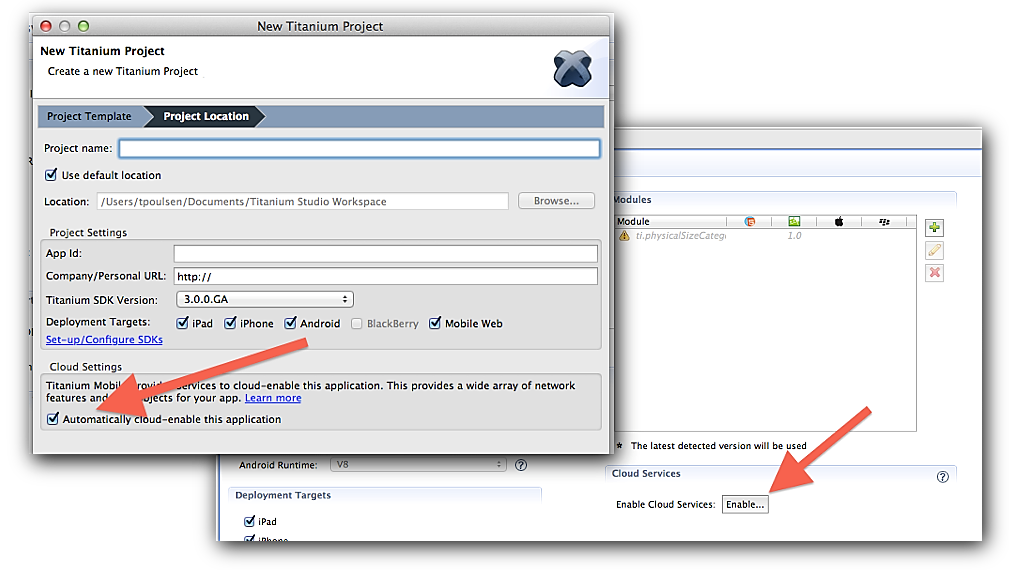 New Titanium Project
New Titanium Project
Create a new Titanium Project
Project Template
Project Location
Project name:
Use default location
Location: /Users/tpoulsen/Documents/Titanium Studio Workspace Browse...
Project Settings
App Id:
Company/Personal URL: http://
Titanium SDK Version: 3.0.0.GA
Deployment Targets: iPad iPhone Android BlackBerry Mobile Web
Set-up/Configure SDKs
Cloud Settings
Titanium services to cloud-enable this application. This provides a wide array of network
features and for your app. Learn more
Automatically cloud-enable this application
Modules
Module
ti.physicalSizeCateg 1.0
* The latest detected version will be used
Android Runtime: V8
Cloud Services
Deployment Targets
Enable Cloud Services: Enable...
iPad
iPhone